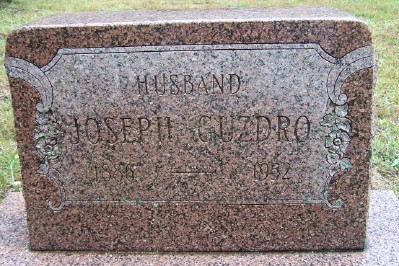 HUSBAND
JOSEPH GUZDRO
1886 — 1952